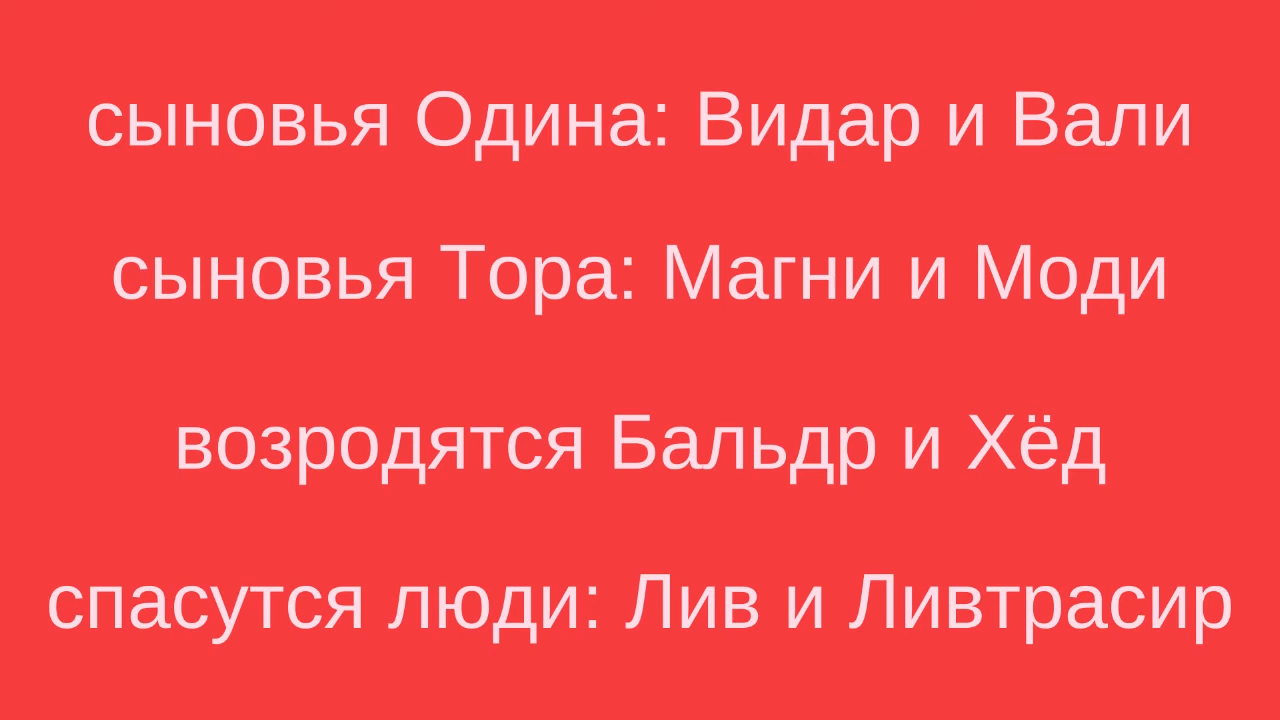 сыновья Одина: Видар и Вали
сыновья Тора: Магни и Моди
возродятся Бальдр и Хёд
спасутся люди: Лив и Ливтрасир